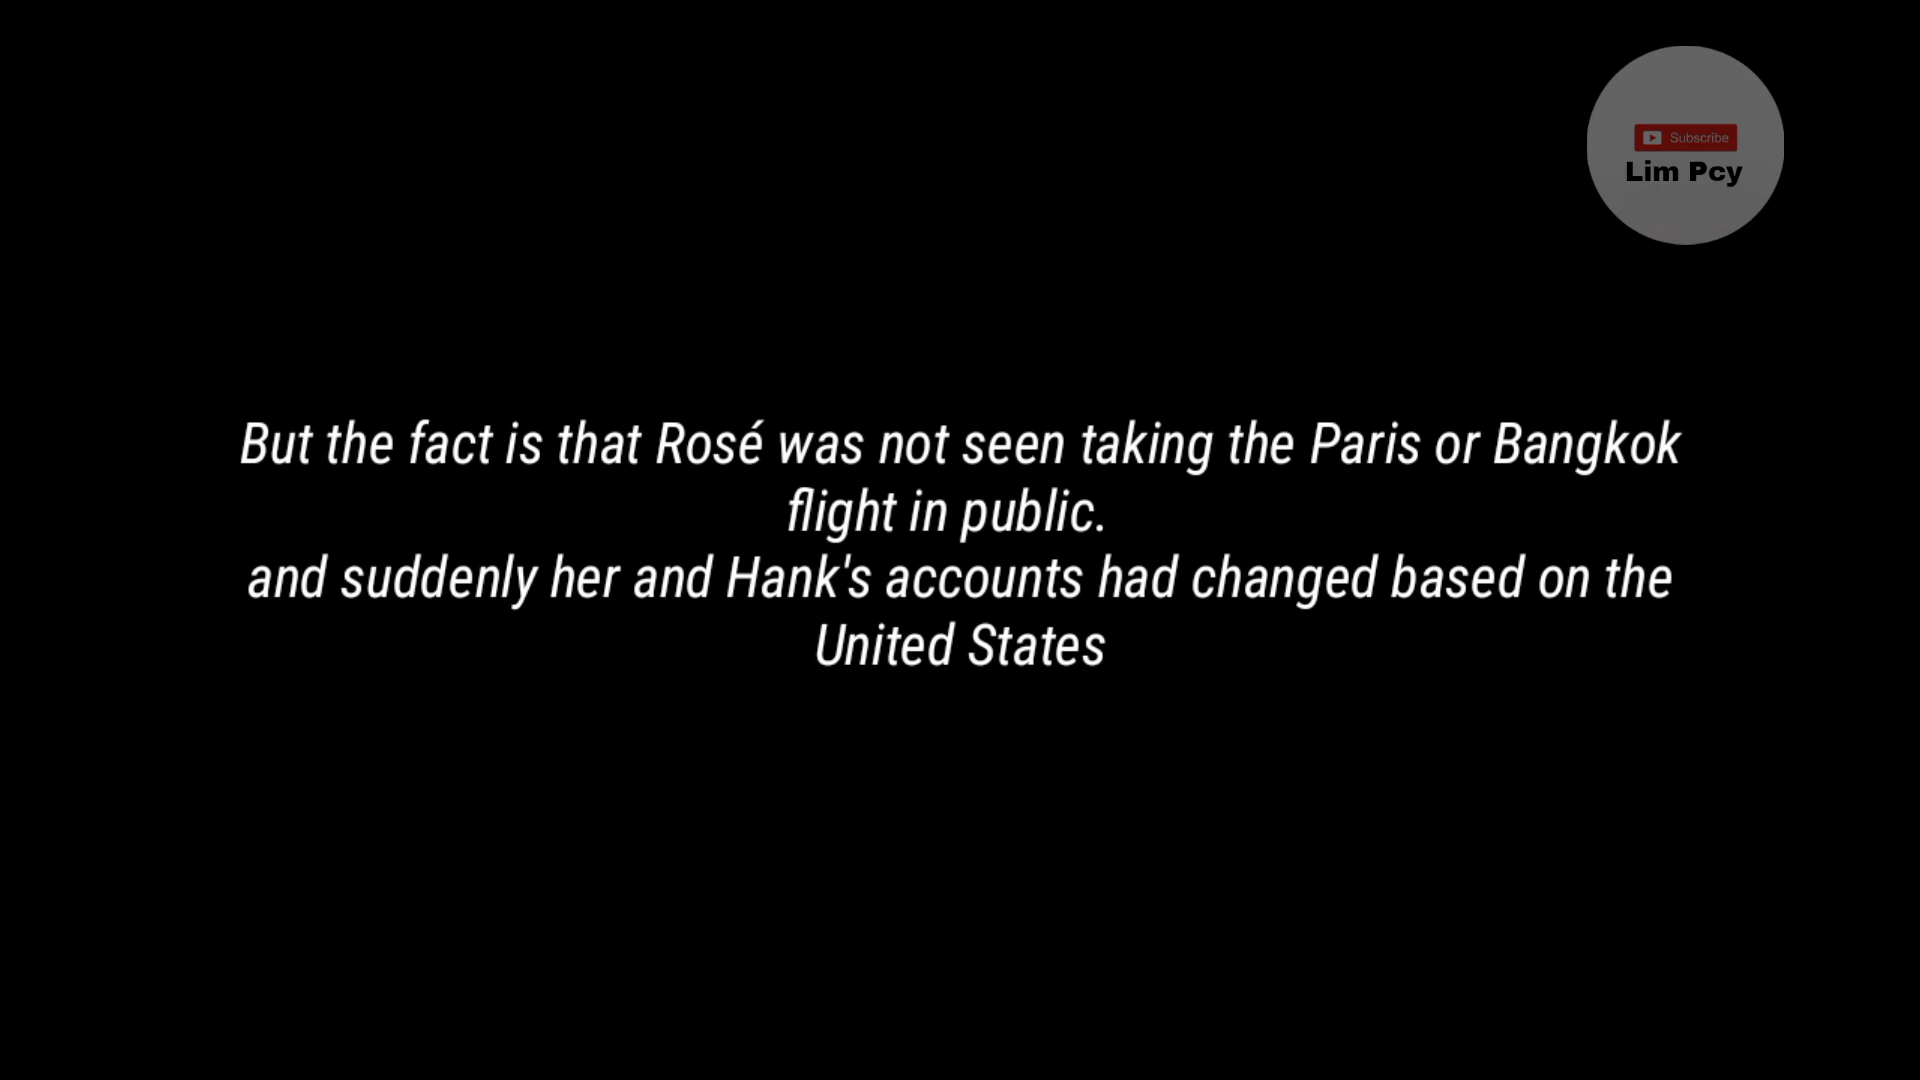 Subscribe
Lim Pcy
But the fact is that Rosé was not seen taking the Paris or Bangkok
flight in public.
and suddenly her and Hank's accounts had changed based on the
United States